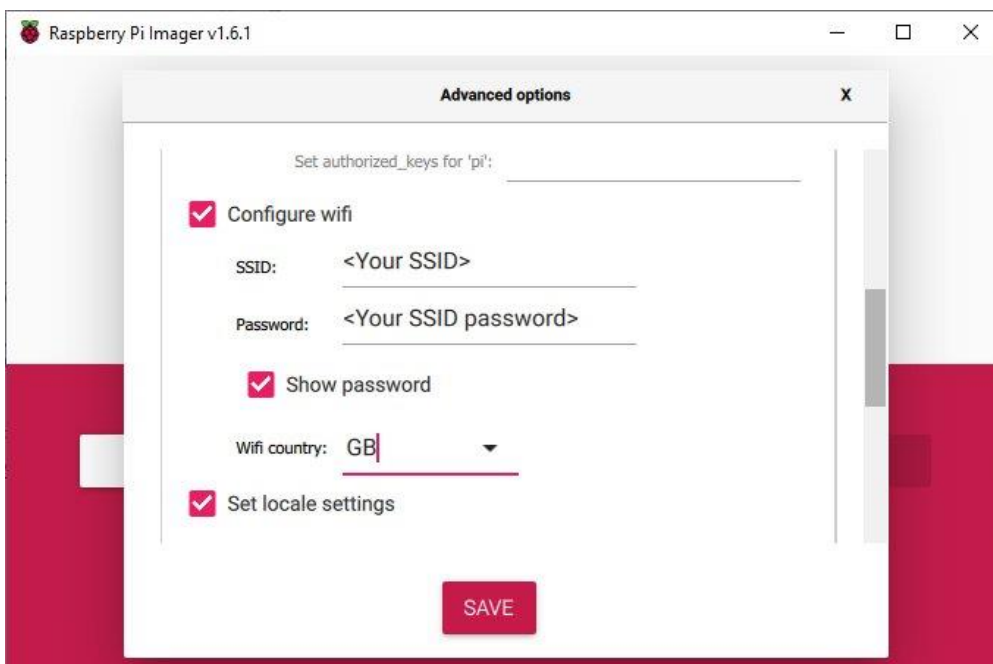 Raspberry Pi Imager v1.6.1
Advanced options
X
Set authorized_keys for 'pi':
Configure wifi
SSID: <Your SSID>
Password: <Your SSID password>
Show password
Wifi country: GB
Set locale settings
SAVE